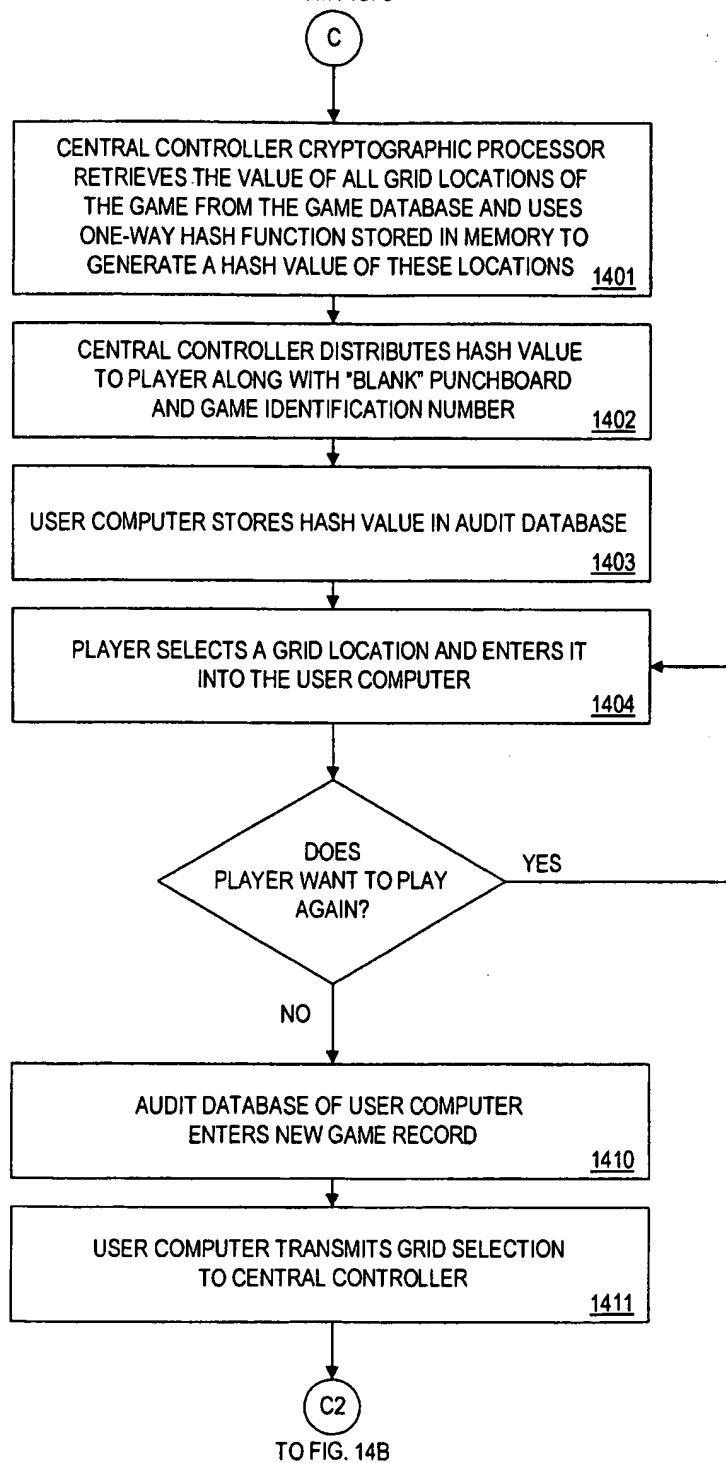 C
CENTRAL CONTROLLER CRYPTOGRAPHIC PROCESSOR
RETRIEVES THE VALUE OF ALL GRID LOCATIONS OF
THE GAME FROM THE GAME DATABASE AND USES
ONE-WAY HASH FUNCTION STORED IN MEMORY TO
GENERATE A HASH VALUE OF THESE LOCATIONS
1401
CENTRAL CONTROLLER DISTRIBUTES HASH VALUE
TO PLAYER ALONG WITH "BLANK" PUNCHBOARD
AND GAME IDENTIFICATION NUMBER
1402
USER COMPUTER STORES HASH VALUE IN AUDIT DATABASE
1403
PLAYER SELECTS A GRID LOCATION AND ENTERS IT
INTO THE USER COMPUTER
1404
DOES
PLAYER WANT TO PLAY
AGAIN?
YES
NO
AUDIT DATABASE OF USER COMPUTER
ENTERS NEW GAME RECORD
1410
USER COMPUTER TRANSMITS GRID SELECTION
TO CENTRAL CONTROLLER
1411
C2
TO FIG. 14B